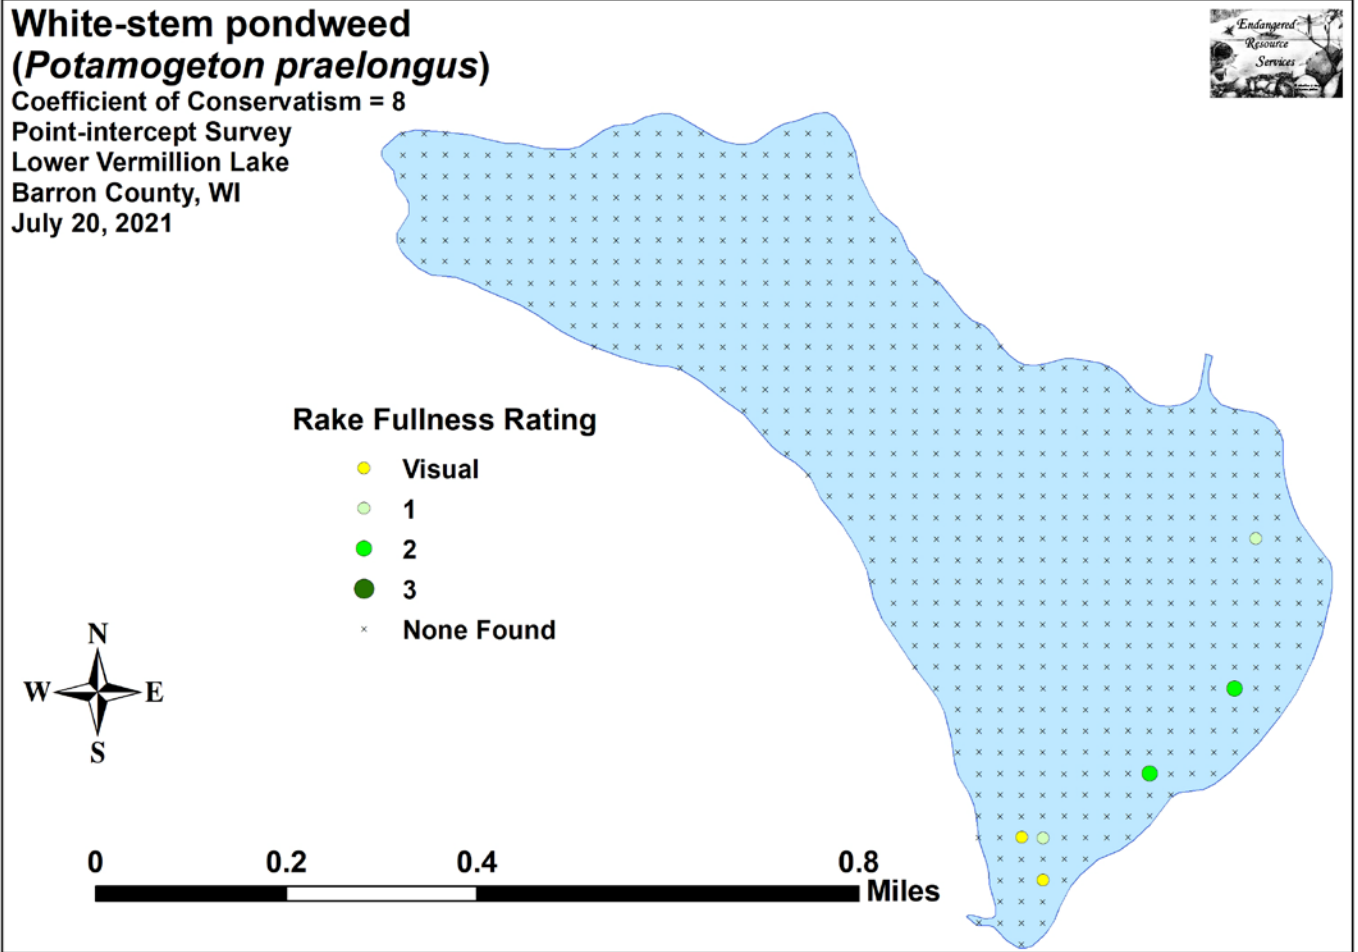 White-stem pondweed
(Potamogeton praelongus)
Coefficient of Conservatism = 8
Point-intercept Survey
Lower Vermillion Lake
Barron County, WI
July 20, 2021
Endangered
Resource
Services
Rake Fullness Rating
Visual
1
2
3
None Found
N
W E
S
0 0.2 0.4 0.8
Miles